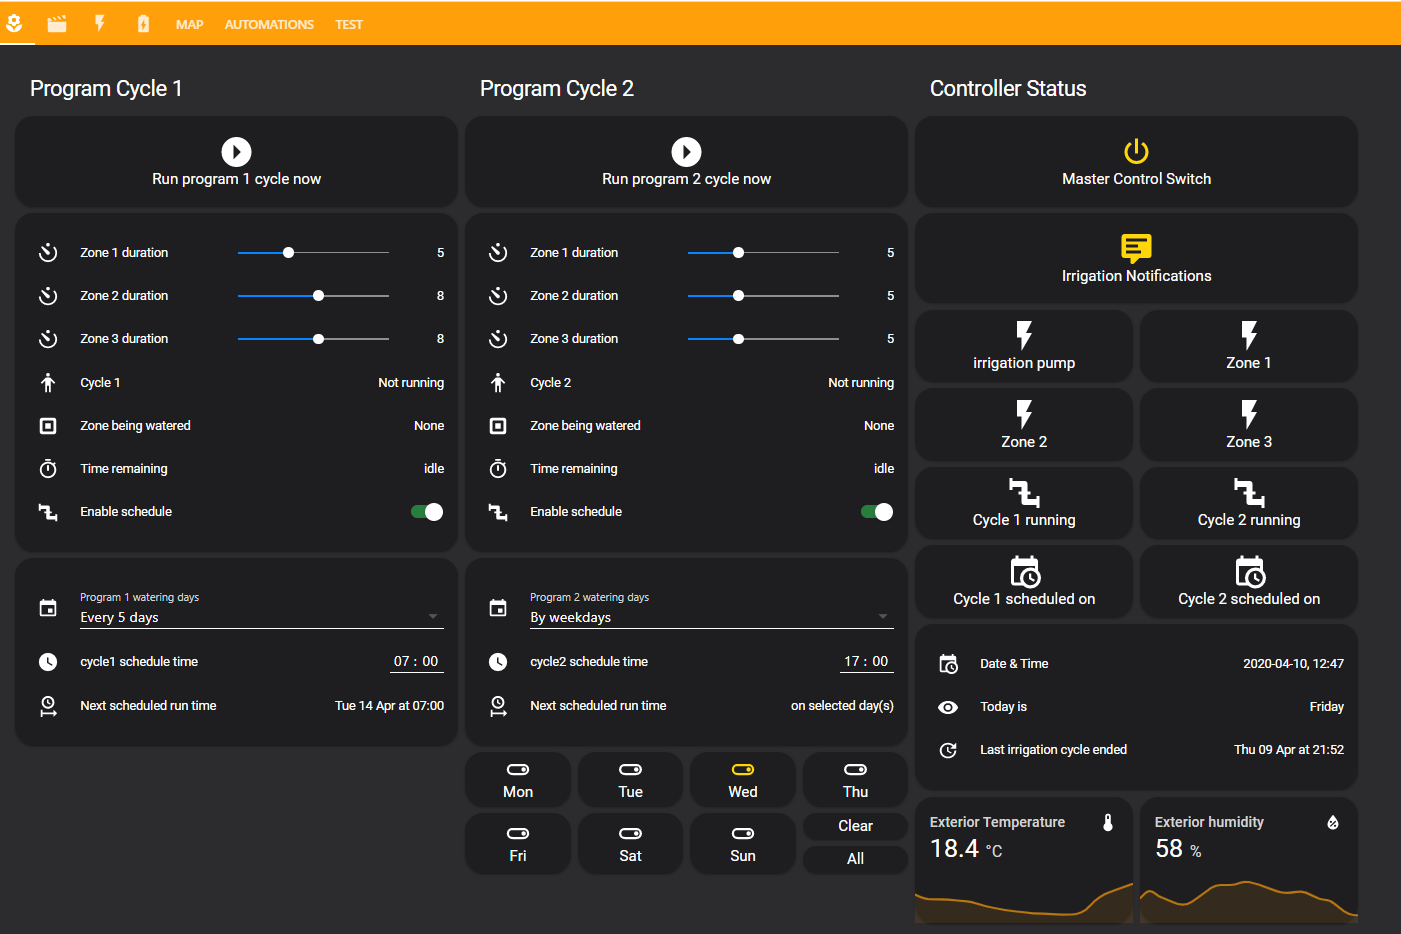 MAP AUTOMATIONS TEST
Program Cycle 1
Run program 1 cycle now
Zone 1 duration 5
Zone 2 duration 8
Zone 3 duration 8
Cycle 1 Not running
Zone being watered None
Time remaining idle
Enable schedule
Program 1 watering days
Every 5 days
cycle1 schedule time 07 : 00
Next scheduled run time Tue 14 Apr at 07:00
Program Cycle 2
Run program 2 cycle now
Zone 1 duration 5
Zone 2 duration 5
Zone 3 duration 5
Cycle 2 Not running
Zone being watered None
Time remaining idle
Enable schedule
Program 2 watering days
By weekdays
cycle2 schedule time 17 : 00
Next scheduled run time on selected day(s)
Mon Tue Wed Thu
Fri Sat Sun Clear
All
Controller Status
Master Control Switch
Irrigation Notifications
irrigation pump Zone 1
Zone 2 Zone 3
Cycle 1 running Cycle 2 running
Cycle 1 scheduled on Cycle 2 scheduled on
Date & Time 2020-04-10, 12:47
Today is Friday
Last irrigation cycle ended Thu 09 Apr at 21:52
Exterior Temperature
18.4 °C
Exterior humidity
58 %